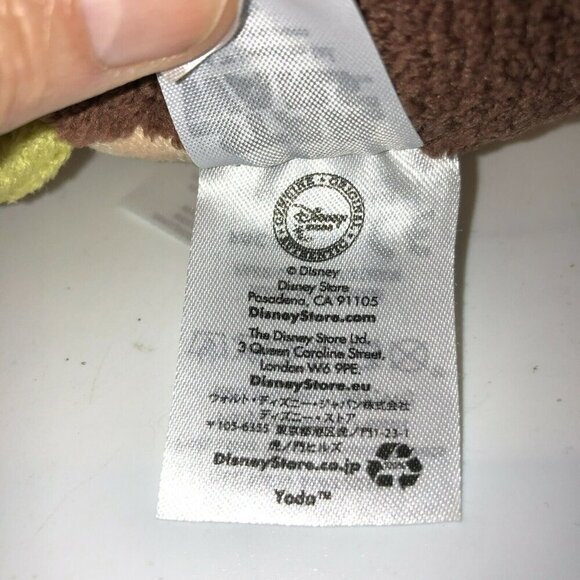 GENUINE • ORIGINAL
Disney
STORE
AUTHENTIC
© Disney
Disney Store
Pasadena, CA 91105
DisneyStore.com
The Disney Store Ltd,
3 Queen Caroline Street,
London W6 9PE.
DisneyStore.eu
ウォルト・ディズニー・ジャパン株式会社
ディズニー・ストア
〒105-6355 東京都港区虎ノ門1-23-1
虎ノ門ヒルズ
DisneyStore.co.jp
100%
Yoda™